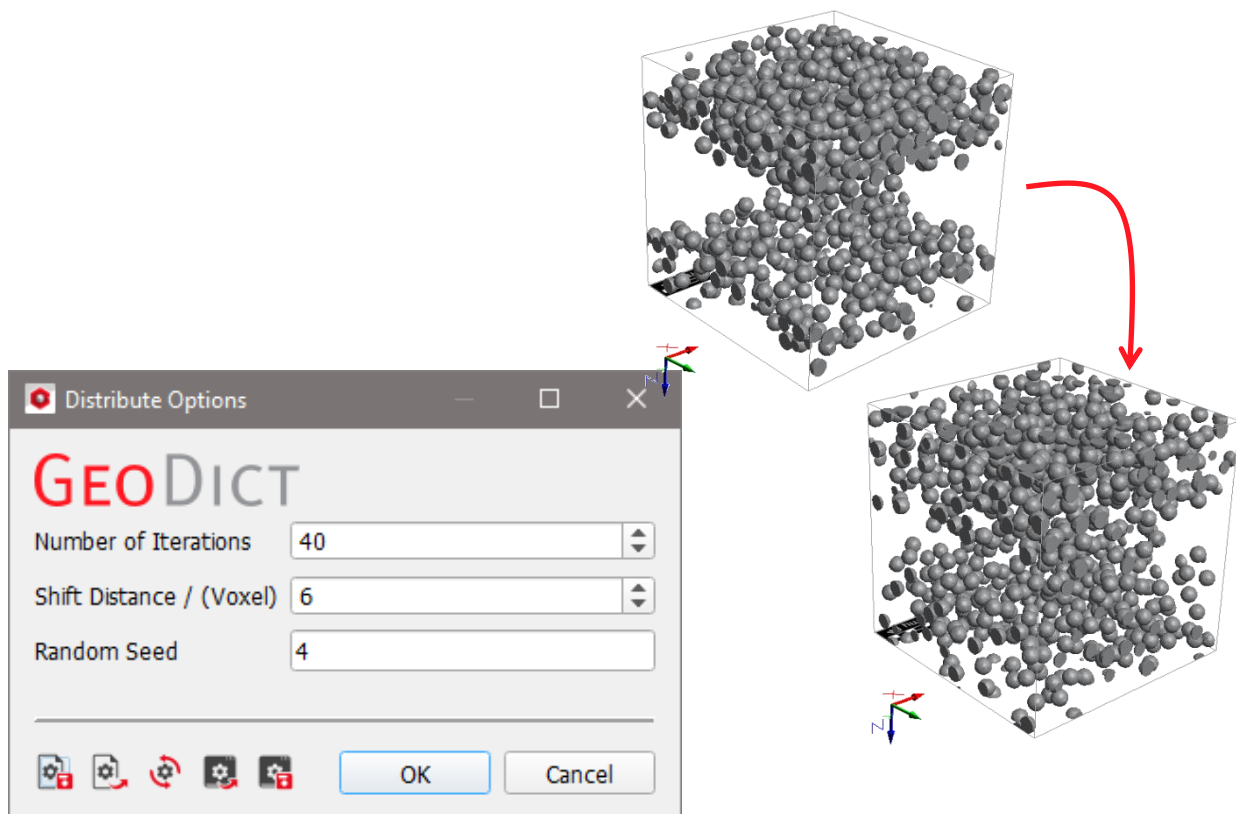 Distribute Options
GEODICT
Number of Iterations 40
Shift Distance / (Voxel) 6
Random Seed 4
OK Cancel
Z